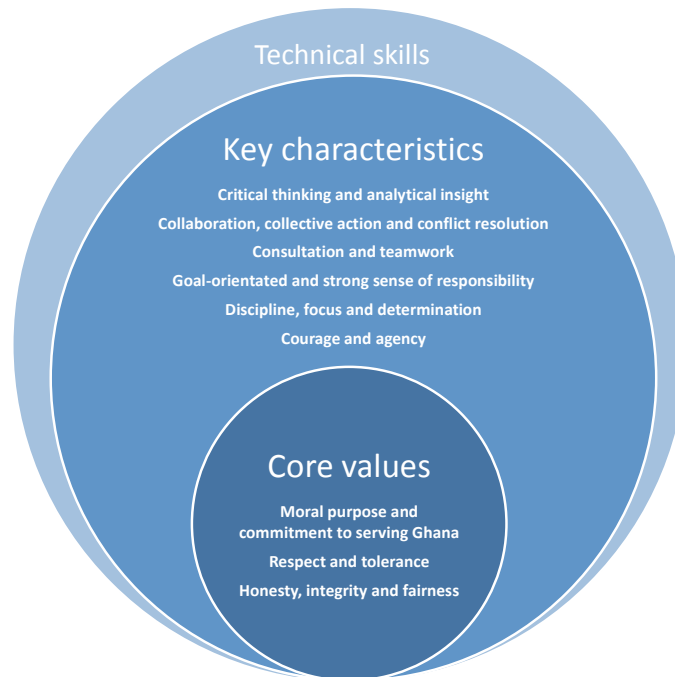 Technical skills
Key characteristics
Critical thinking and analytical insight
Collaboration, collective action and conflict resolution
Consultation and teamwork
Goal-orientated and strong sense of responsibility
Discipline, focus and determination
Courage and agency
Core values
Moral purpose and
commitment to serving Ghana
Respect and tolerance
Honesty, integrity and fairness